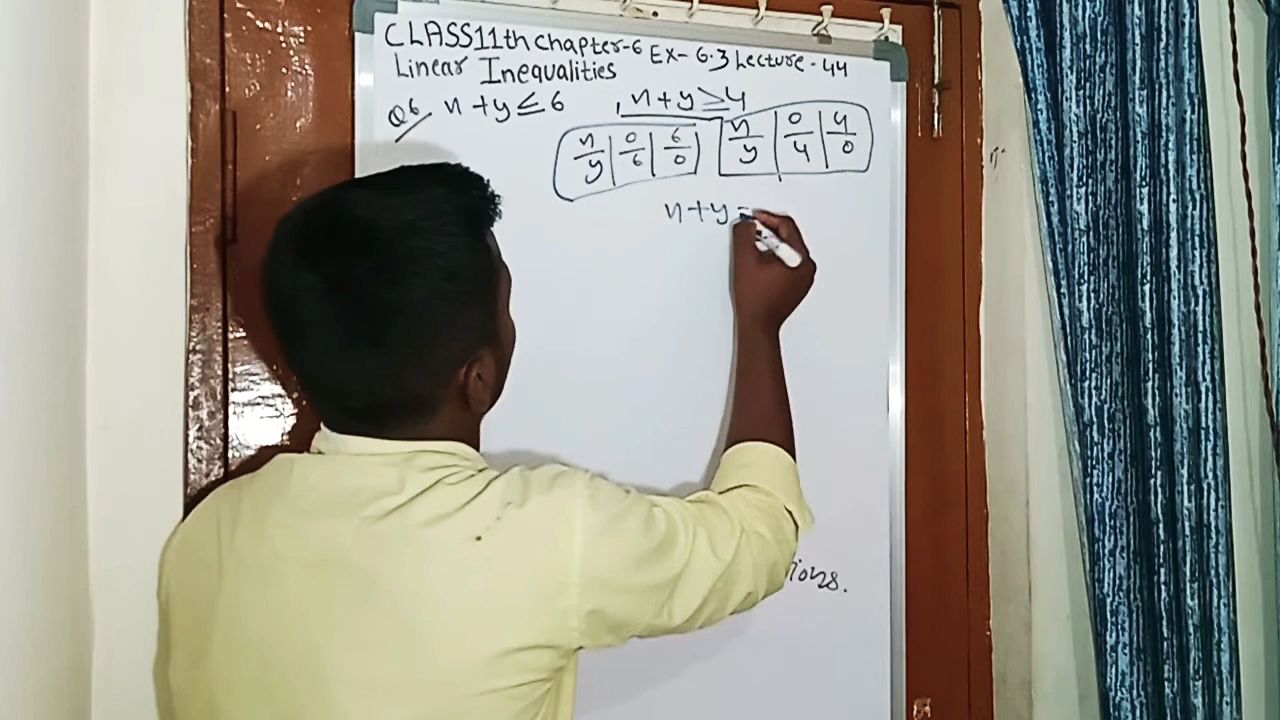 CLASS 11th Chapter-6 Ex- 6.3 Lecture - 44
Linear Inequalities
Q6 x + y ≤ 6 , x + y ≥ 4
x | 0 | 6
y | 6 | 0
x | 0 | 4
y | 4 | 0
x + y =
ions.